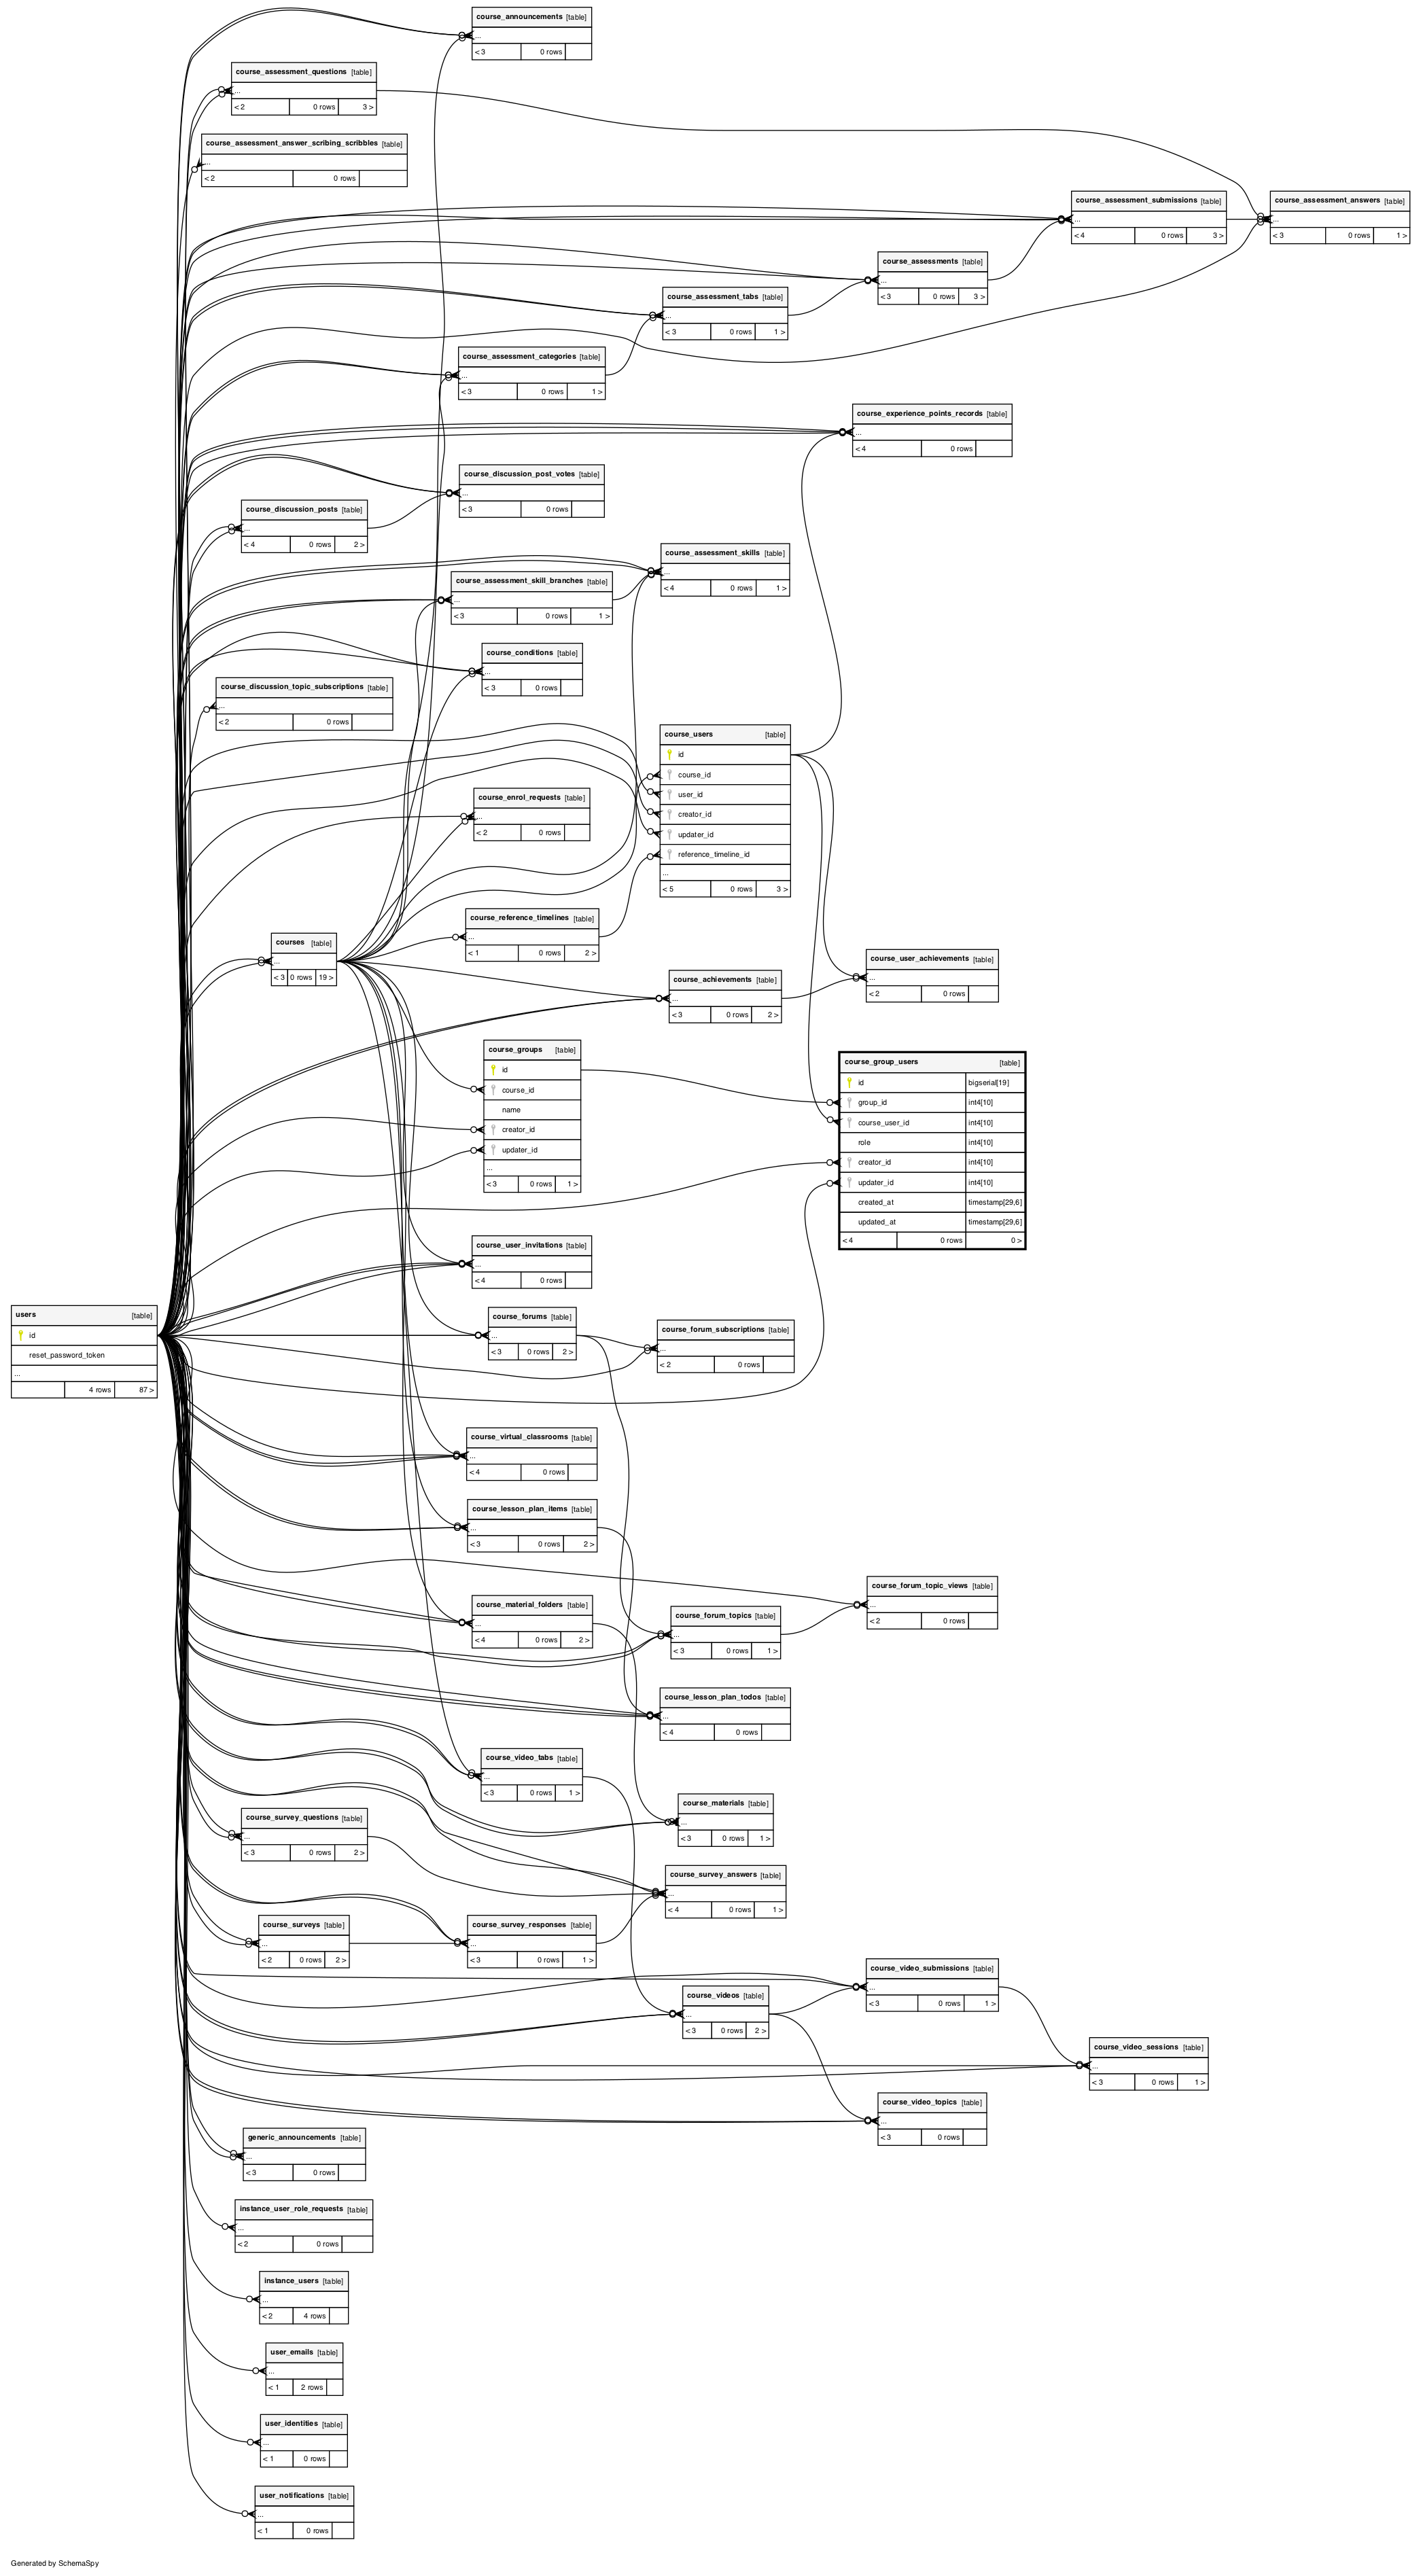 course_announcements [table]
...
< 3 0 rows
course_assessment_questions [table]
...
< 2 0 rows 3 >
course_assessment_answer_scribing_scribbles [table]
...
< 2 0 rows
course_assessment_submissions [table]
...
< 4 0 rows 3 >
course_assessment_answers [table]
...
< 3 0 rows 1 >
course_assessments [table]
...
< 3 0 rows 3 >
course_assessment_tabs [table]
...
< 3 0 rows 1 >
course_assessment_categories [table]
...
< 3 0 rows 1 >
course_experience_points_records [table]
...
< 4 0 rows
course_discussion_post_votes [table]
...
< 3 0 rows
course_discussion_posts [table]
...
< 4 0 rows 2 >
course_assessment_skills [table]
...
< 4 0 rows 1 >
course_assessment_skill_branches [table]
...
< 3 0 rows 1 >
course_conditions [table]
...
< 3 0 rows
course_discussion_topic_subscriptions [table]
...
< 2 0 rows
course_users [table]
id
course_id
user_id
creator_id
updater_id
reference_timeline_id
...
< 5 0 rows 3 >
course_enrol_requests [table]
...
< 2 0 rows
course_reference_timelines [table]
...
< 1 0 rows 2 >
courses [table]
...
< 3 0 rows 19 >
course_user_achievements [table]
...
< 2 0 rows
course_achievements [table]
...
< 3 0 rows 2 >
course_groups [table]
id
course_id
name
creator_id
updater_id
...
< 3 0 rows 1 >
course_group_users [table]
id bigserial[19]
group_id int4[10]
course_user_id int4[10]
role int4[10]
creator_id int4[10]
updater_id int4[10]
created_at timestamp[29,6]
updated_at timestamp[29,6]
< 4 0 rows 0 >
course_user_invitations [table]
...
< 4 0 rows
users [table]
id
reset_password_token
...
4 rows 87 >
course_forums [table]
...
< 3 0 rows 2 >
course_forum_subscriptions [table]
...
< 2 0 rows
course_virtual_classrooms [table]
...
< 4 0 rows
course_lesson_plan_items [table]
...
< 3 0 rows 2 >
course_forum_topic_views [table]
...
< 2 0 rows
course_material_folders [table]
...
< 4 0 rows 2 >
course_forum_topics [table]
...
< 3 0 rows 1 >
course_lesson_plan_todos [table]
...
< 4 0 rows
course_video_tabs [table]
...
< 3 0 rows 1 >
course_materials [table]
...
< 3 0 rows 1 >
course_survey_questions [table]
...
< 3 0 rows 2 >
course_survey_answers [table]
...
< 4 0 rows 1 >
course_surveys [table]
...
< 2 0 rows 2 >
course_survey_responses [table]
...
< 3 0 rows 1 >
course_video_submissions [table]
...
< 3 0 rows 1 >
course_videos [table]
...
< 3 0 rows 2 >
course_video_sessions [table]
...
< 3 0 rows 1 >
course_video_topics [table]
...
< 3 0 rows
generic_announcements [table]
...
< 3 0 rows
instance_user_role_requests [table]
...
< 2 0 rows
instance_users [table]
...
< 2 4 rows
user_emails [table]
...
< 1 2 rows
user_identities [table]
...
< 1 0 rows
user_notifications [table]
...
< 1 0 rows
Generated by SchemaSpy